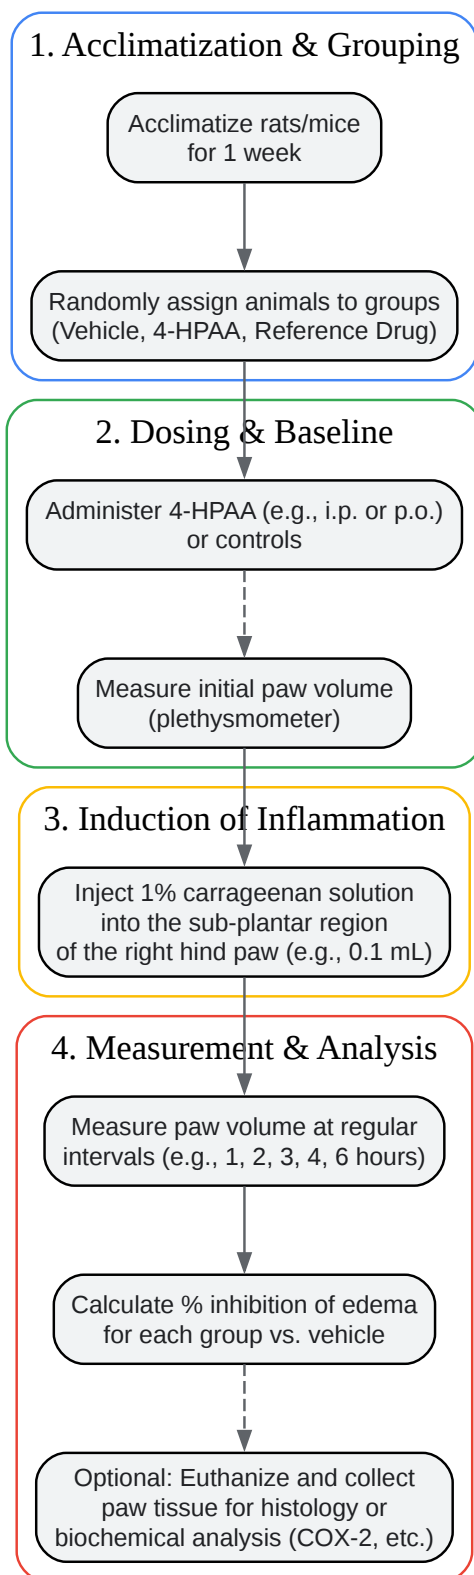 1. Acclimatization & Grouping
Acclimatize rats/mice
for 1 week
Randomly assign animals to groups
(Vehicle, 4-HPAA, Reference Drug)
2. Dosing & Baseline
Administer 4-HPAA (e.g., i.p. or p.o.)
or controls
Measure initial paw volume
(plethysmometer)
3. Induction of Inflammation
Inject 1% carrageenan solution
into the sub-plantar region
of the right hind paw (e.g., 0.1 mL)
4. Measurement & Analysis
Measure paw volume at regular
intervals (e.g., 1, 2, 3, 4, 6 hours)
Calculate % inhibition of edema
for each group vs. vehicle
Optional: Euthanize and collect
paw tissue for histology or
biochemical analysis (COX-2, etc.)